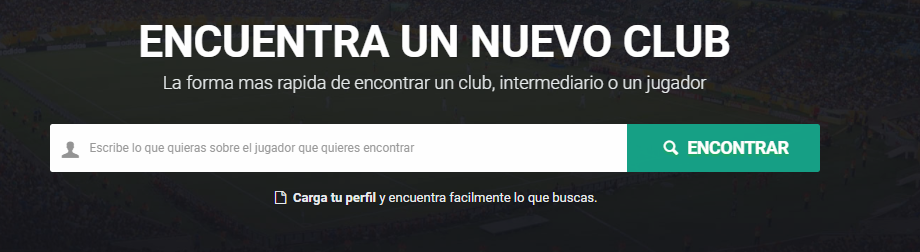 ENCUENTRA UN NUEVO CLUB
La forma mas rapida de encontrar un club, intermediario o un jugador
Escribe lo que quieras sobre el jugador que quieres encontrar
ENCONTRAR
Carga tu perfil y encuentra facilmente lo que buscas.